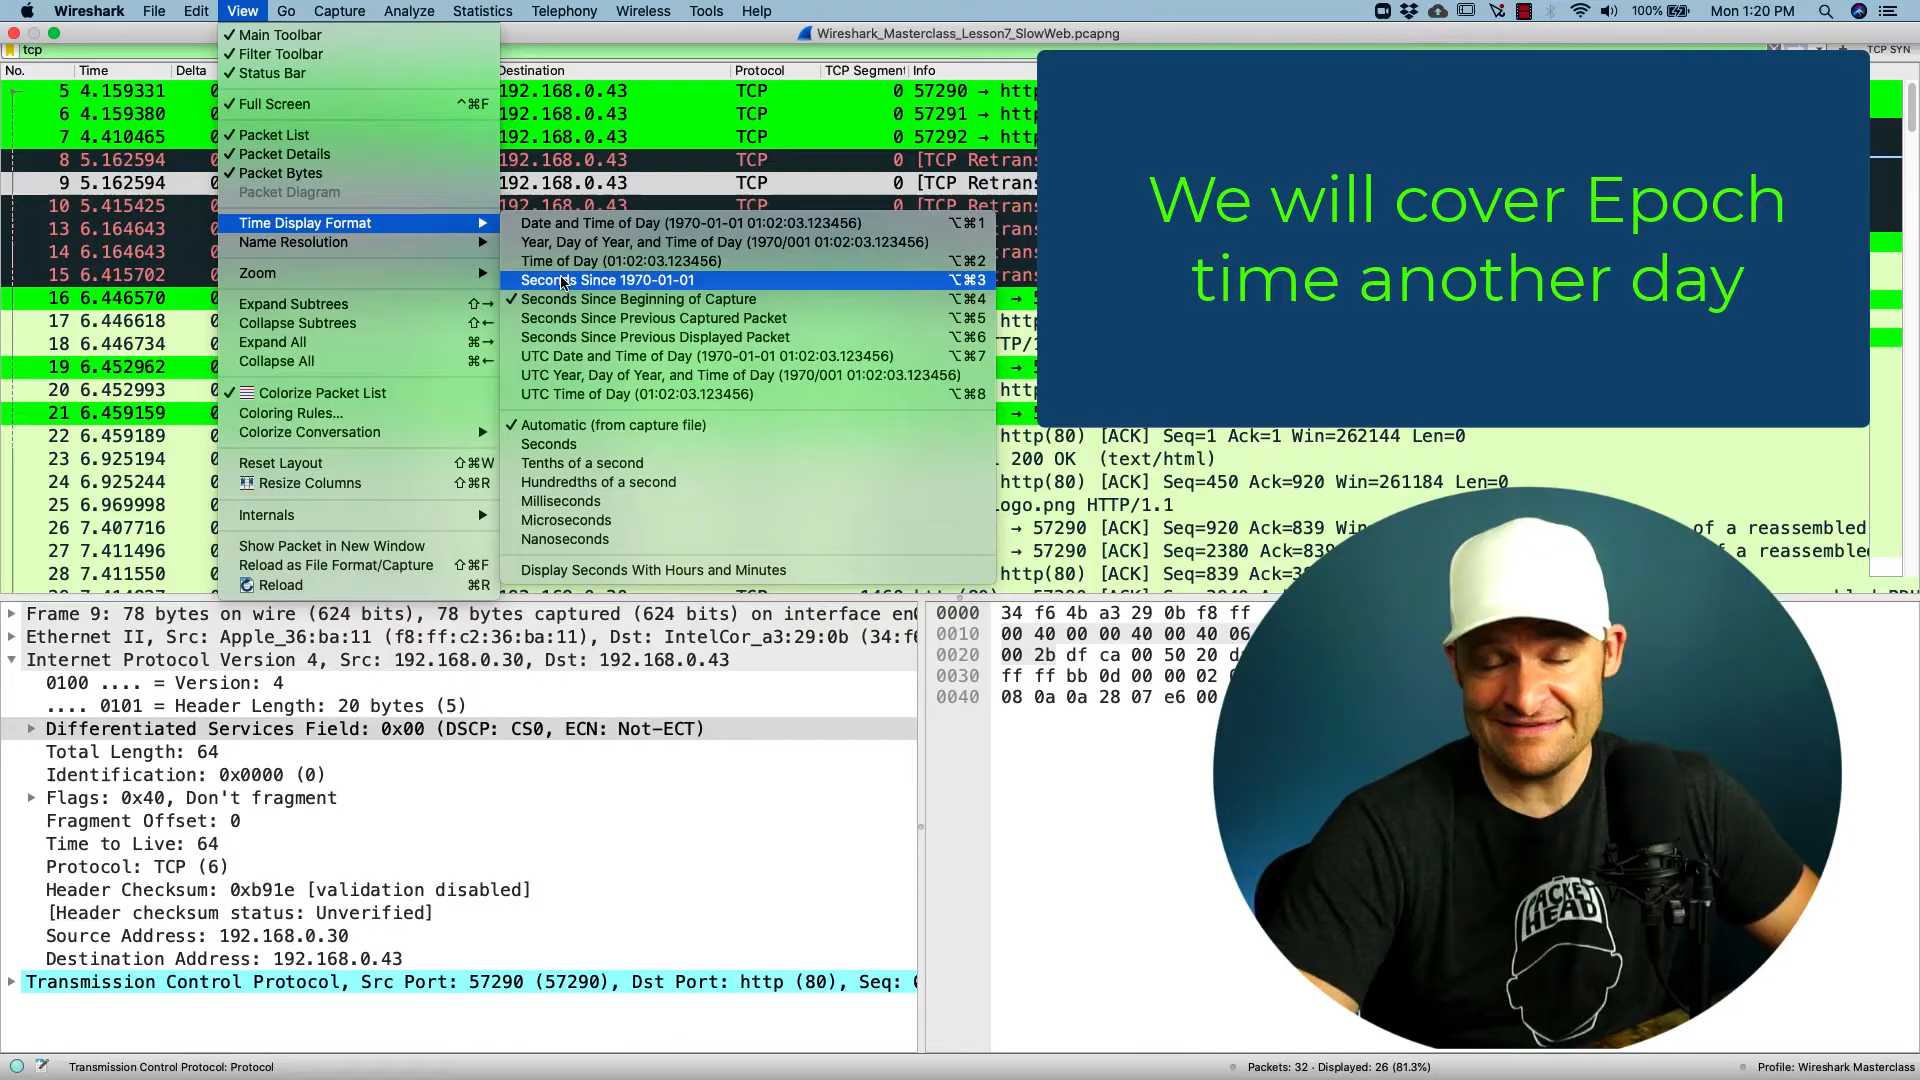 Wireshark File Edit View Go Capture Analyze Statistics Telephony Wireless Tools Help
100% Mon 1:20 PM
Wireshark_Masterclass_Lesson7_SlowWeb.pcapng
tcp
TCP SYN
No. Time Delta Destination Protocol TCP Segment Info
5 4.159331 192.168.0.43 TCP 0 57290 → http
6 4.159380 192.168.0.43 TCP 0 57291 → http
7 4.410465 192.168.0.43 TCP 0 57292 → http
8 5.162594 192.168.0.43 TCP 0 [TCP Retrans
9 5.162594 192.168.0.43 TCP 0 [TCP Retrans
10 5.415425 192.168.0.43 TCP 0 [TCP Retrans
13 6.164643
14 6.164643
15 6.415702
16 6.446570
17 6.446618
18 6.446734
19 6.452962
20 6.452993
21 6.459159
22 6.459189 http(80) [ACK] Seq=1 Ack=1 Win=262144 Len=0
23 6.925194 200 OK (text/html)
24 6.925244 http(80) [ACK] Seq=450 Ack=920 Win=261184 Len=0
25 6.969998 ogo.png HTTP/1.1
26 7.407716 → 57290 [ACK] Seq=920 Ack=839 Win of a reassembled
27 7.411496 → 57290 [ACK] Seq=2380 Ack=839 f a reassemble
28 7.411550 http(80) [ACK] Seq=839 Ack=3
Main Toolbar
Filter Toolbar
Status Bar
Full Screen ^⌘F
Packet List
Packet Details
Packet Bytes
Packet Diagram
Time Display Format
Name Resolution
Zoom
Expand Subtrees ⇧→
Collapse Subtrees ⇧←
Expand All ⌘→
Collapse All ⌘←
Colorize Packet List
Coloring Rules...
Colorize Conversation
Reset Layout ⇧⌘W
Resize Columns ⇧⌘R
Internals
Show Packet in New Window
Reload as File Format/Capture ⇧⌘F
Reload ⌘R
Date and Time of Day (1970-01-01 01:02:03.123456) ⌥⌘1
Year, Day of Year, and Time of Day (1970/001 01:02:03.123456)
Time of Day (01:02:03.123456) ⌥⌘2
Seconds Since 1970-01-01 ⌥⌘3
Seconds Since Beginning of Capture ⌥⌘4
Seconds Since Previous Captured Packet ⌥⌘5
Seconds Since Previous Displayed Packet ⌥⌘6
UTC Date and Time of Day (1970-01-01 01:02:03.123456) ⌥⌘7
UTC Year, Day of Year, and Time of Day (1970/001 01:02:03.123456)
UTC Time of Day (01:02:03.123456) ⌥⌘8
Automatic (from capture file)
Seconds
Tenths of a second
Hundredths of a second
Milliseconds
Microseconds
Nanoseconds
Display Seconds With Hours and Minutes
We will cover Epoch
time another day
Frame 9: 78 bytes on wire (624 bits), 78 bytes captured (624 bits) on interface en
Ethernet II, Src: Apple_36:ba:11 (f8:ff:c2:36:ba:11), Dst: IntelCor_a3:29:0b (34:f6
Internet Protocol Version 4, Src: 192.168.0.30, Dst: 192.168.0.43
0100 .... = Version: 4
.... 0101 = Header Length: 20 bytes (5)
Differentiated Services Field: 0x00 (DSCP: CS0, ECN: Not-ECT)
Total Length: 64
Identification: 0x0000 (0)
Flags: 0x40, Don't fragment
Fragment Offset: 0
Time to Live: 64
Protocol: TCP (6)
Header Checksum: 0xb91e [validation disabled]
[Header checksum status: Unverified]
Source Address: 192.168.0.30
Destination Address: 192.168.0.43
Transmission Control Protocol, Src Port: 57290 (57290), Dst Port: http (80), Seq:
0000 34 f6 4b a3 29 0b f8 ff
0010 00 40 00 00 40 00 40 06
0020 00 2b df ca 00 50 20 d
0030 ff ff bb 0d 00 00 02 0
0040 08 0a 0a 28 07 e6 00
PACKET
HEAD
Transmission Control Protocol: Protocol
Packets: 32 · Displayed: 26 (81.3%)
Profile: Wireshark Masterclass